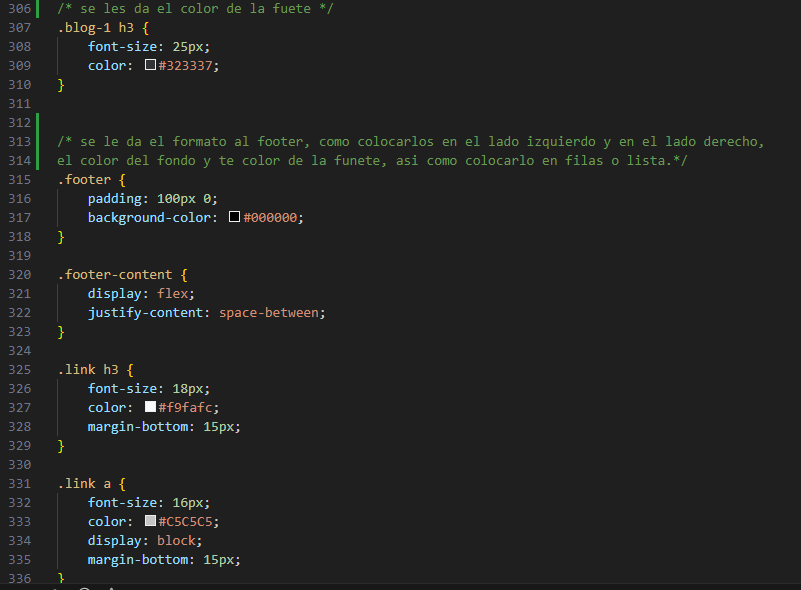 306 /* se les da el color de la fuete */
307 .blog-1 h3 {
308 font-size: 25px;
309 color: #323337;
310 }
311
312
313 /* se le da el formato al footer, como colocarlos en el lado izquierdo y en el lado derecho,
314 el color del fondo y te color de la funete, asi como colocarlo en filas o lista.*/
315 .footer {
316 padding: 100px 0;
317 background-color: #000000;
318 }
319
320 .footer-content {
321 display: flex;
322 justify-content: space-between;
323 }
324
325 .link h3 {
326 font-size: 18px;
327 color: #f9fafc;
328 margin-bottom: 15px;
329 }
330
331 .link a {
332 font-size: 16px;
333 color: #C5C5C5;
334 display: block;
335 margin-bottom: 15px;
336 }